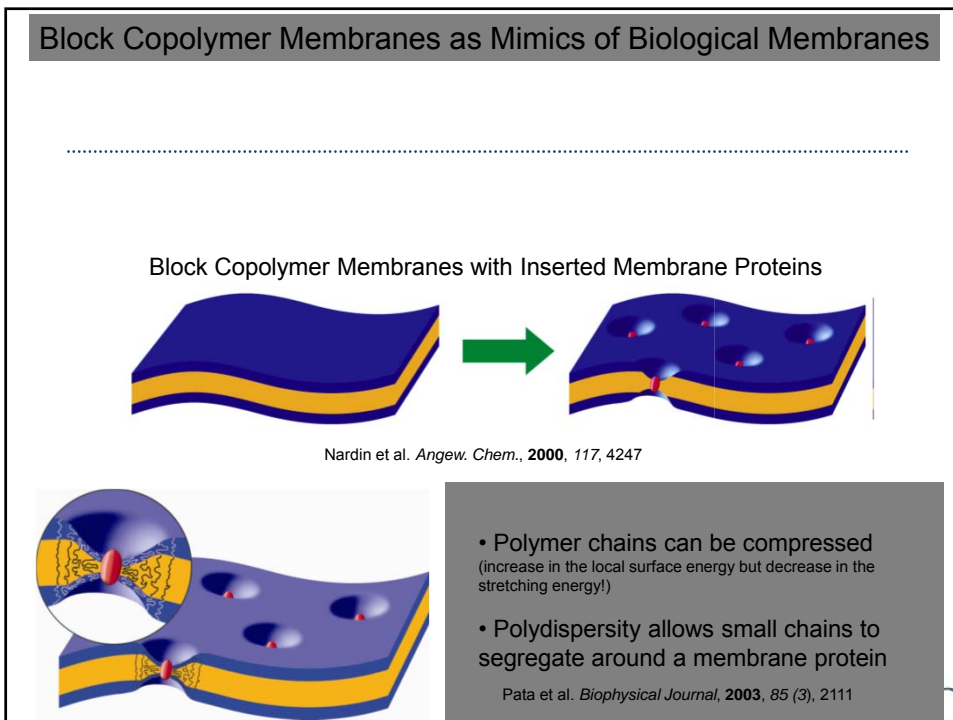 Block Copolymer Membranes as Mimics of Biological Membranes
Block Copolymer Membranes with Inserted Membrane Proteins
Nardin et al. Angew. Chem., 2000, 117, 4247
• Polymer chains can be compressed
(increase in the local surface energy but decrease in the
stretching energy!)
• Polydispersity allows small chains to
segregate around a membrane protein
Pata et al. Biophysical Journal, 2003, 85 (3), 2111